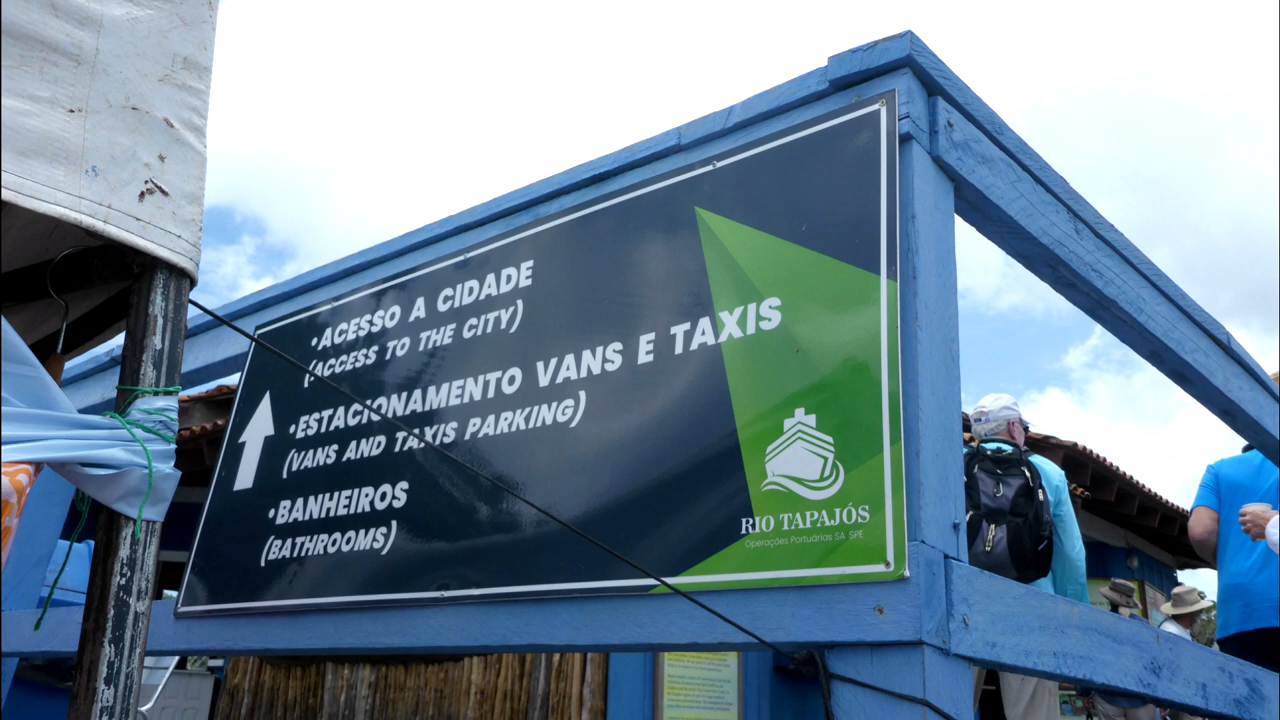 •ACESSO A CIDADE
(ACCESS TO THE CITY)
•ESTACIONAMENTO VANS E TAXIS
(VANS AND TAXIS PARKING)
•BANHEIROS
(BATHROOMS)
RIO TAPAJÓS
Operações Portuárias SA SPE